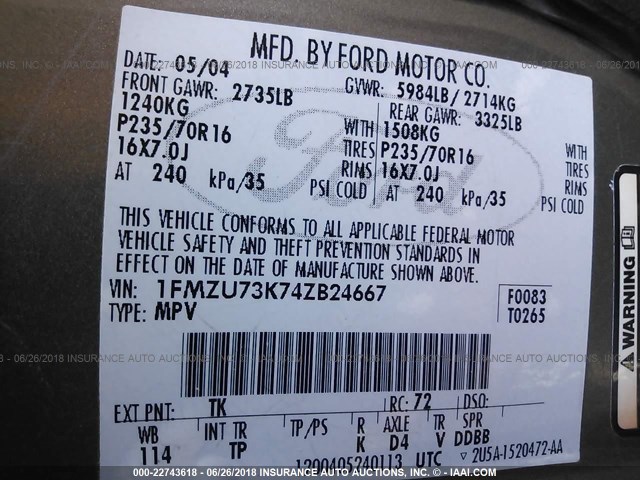 MFD. BY FORD MOTOR CO.
DATE: 05/04 GVWR: 5984LB/ 2714KG
FRONT GAWR: 2735LB REAR GAWR: 3325LB
1240KG WITH 1508KG WITH
P235/70R16 TIRES P235/70R16 TIRES
16X7.0J RIMS 16X7.0J RIMS
AT 240 kPa/35 PSI COLD AT 240 kPa/35 PSI COLD
THIS VEHICLE CONFORMS TO ALL APPLICABLE FEDERAL MOTOR
VEHICLE SAFETY AND THEFT PREVENTION STANDARDS IN
EFFECT ON THE DATE OF MANUFACTURE SHOWN ABOVE.
VIN: 1FMZU73K74ZB24667 F0083
TYPE: MPV T0265
EXT PNT: TK RC: 72 DSO:
WB INT TR TP/PS R AXLE TR SPR
114 TP K D4 V DDBB
1200405240113 UTC ▽ 2U5A-1520472-AA
Ford
⚠ WARNING
000-22743618 - 06/26/2018 INSURANCE AUTO AUCTIONS, INC. © - IAAI.COM